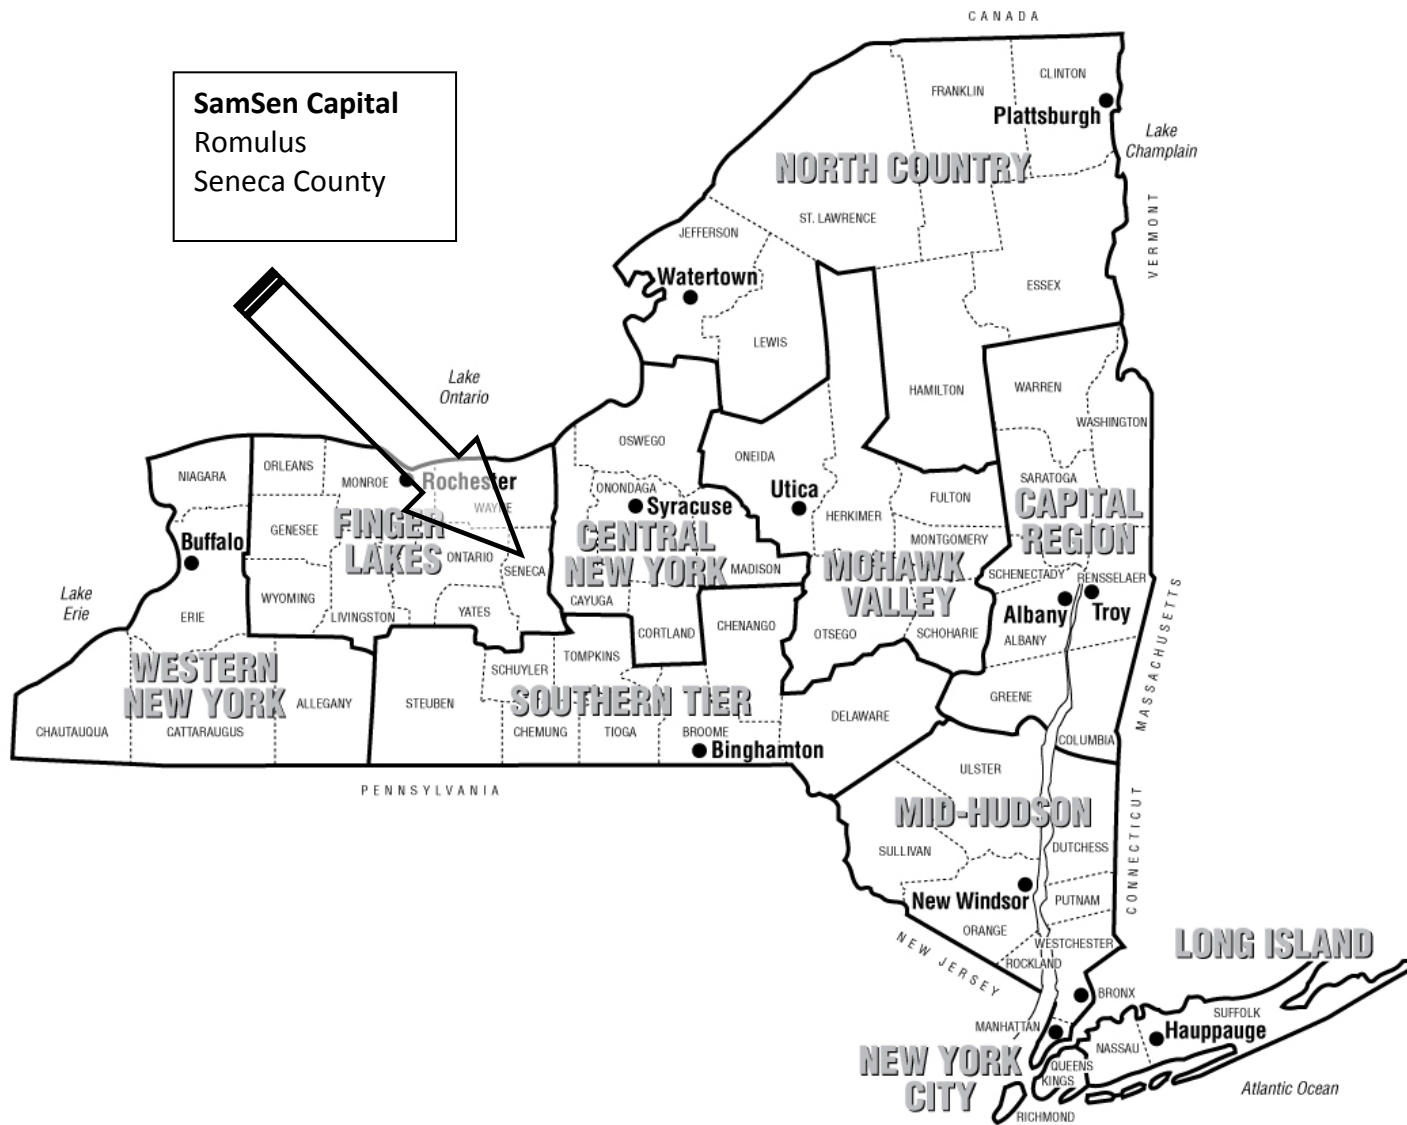 CANADA
SamSen Capital
Romulus
Seneca County
CLINTON
FRANKLIN
Plattsburgh
Lake
Champlain
NORTH COUNTRY
VERMONT
ST. LAWRENCE
JEFFERSON
Watertown
ESSEX
LEWIS
Lake
Ontario
HAMILTON
WARREN
WASHINGTON
OSWEGO
ONEIDA
NIAGARA
ORLEANS
MONROE
Rochester
WAYNE
ONONDAGA
Syracuse
Utica
HERKIMER
FULTON
SARATOGA
CAPITAL
REGION
GENESEE
FINGER
LAKES
CENTRAL
NEW YORK
MONTGOMERY
Buffalo
ONTARIO
SENECA
MADISON
MOHAWK
VALLEY
SCHENECTADY
RENSSELAER
Lake
Erie
ERIE
WYOMING
LIVINGSTON
YATES
CAYUGA
CORTLAND
CHENANGO
OTSEGO
SCHOHARIE
Albany
ALBANY
Troy
MASSACHUSETTS
WESTERN
NEW YORK
ALLEGANY
STEUBEN
SCHUYLER
TOMPKINS
SOUTHERN TIER
GREENE
CHAUTAUQUA
CATTARAUGUS
CHEMUNG
TIOGA
BROOME
Binghamton
DELAWARE
COLUMBIA
PENNSYLVANIA
ULSTER
MID-HUDSON
CONNECTICUT
SULLIVAN
DUTCHESS
New Windsor
PUTNAM
ORANGE
WESTCHESTER
ROCKLAND
NEW JERSEY
LONG ISLAND
BRONX
MANHATTAN
SUFFOLK
Hauppauge
NASSAU
NEW YORK
CITY
QUEENS
KINGS
RICHMOND
Atlantic Ocean